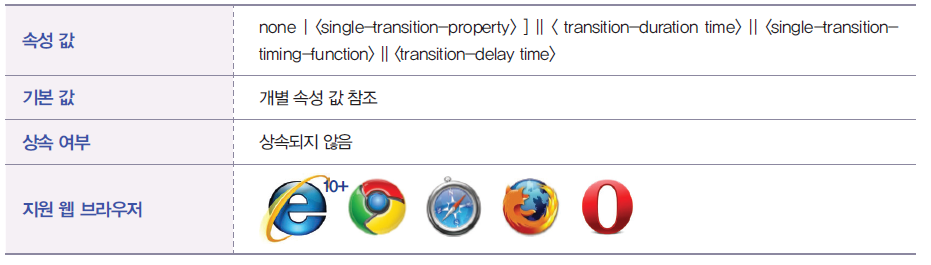 속성 값
none | 〈single-transition-property〉 ] || 〈 transition-duration time〉 || 〈single-transition-
timing-function〉 || 〈transition-delay time〉
기본 값
개별 속성 값 참조
상속 여부
상속되지 않음
지원 웹 브라우저
10+